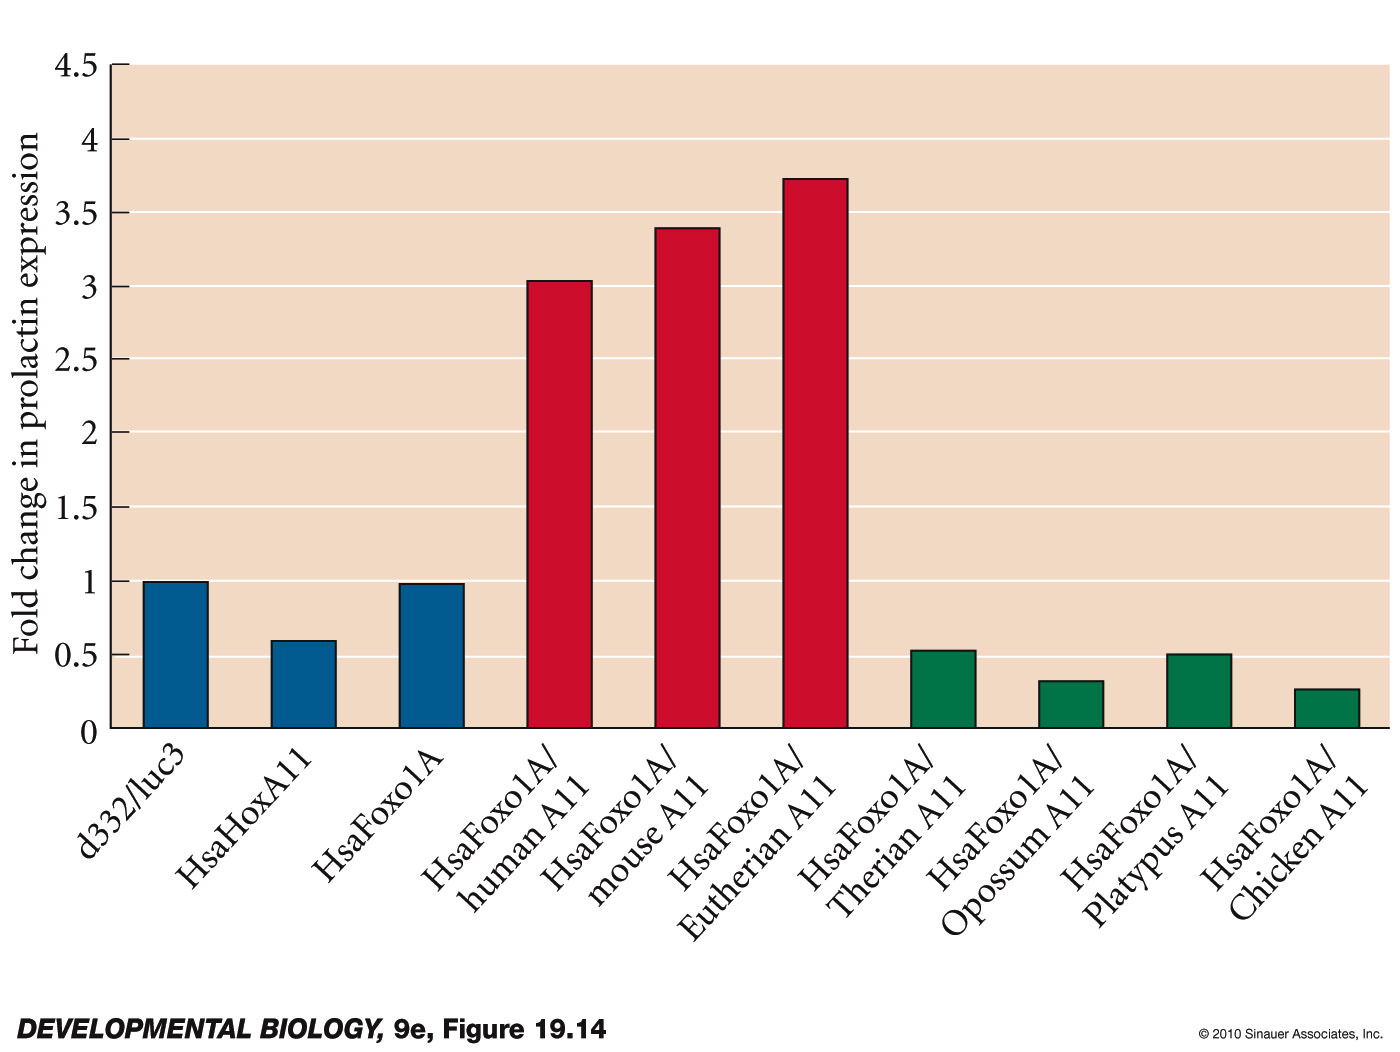 Fold change in prolactin expression
4.5
4
3.5
3
2.5
2
1.5
1
0.5
0
d332/luc3
HsaHoxA11
HsaFoxo1A
HsaFoxo1A/
human A11
HsaFoxo1A/
mouse A11
HsaFoxo1A/
Eutherian A11
HsaFoxo1A/
Therian A11
HsaFoxo1A/
Opossum A11
HsaFoxo1A/
Platypus A11
HsaFoxo1A/
Chicken A11
DEVELOPMENTAL BIOLOGY, 9e, Figure 19.14
© 2010 Sinauer Associates, Inc.